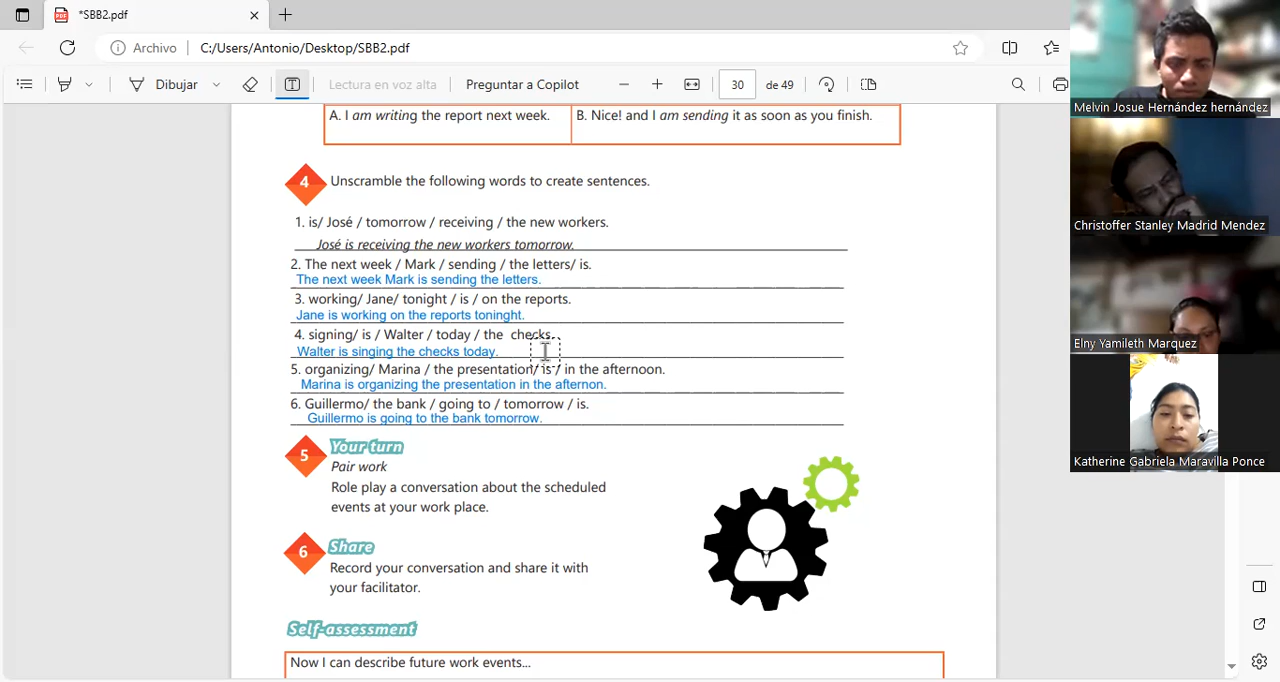 *SBB2.pdf
Archivo
C:/Users/Antonio/Desktop/SBB2.pdf
Dibujar
Lectura en voz alta
Preguntar a Copilot
30
de 49
A. I am writing the report next week.
B. Nice! and I am sending it as soon as you finish.
4
Unscramble the following words to create sentences.
1. is/ José / tomorrow / receiving / the new workers.
José is receiving the new workers tomorrow.
2. The next week / Mark / sending / the letters/ is.
The next week Mark is sending the letters.
3. working/ Jane/ tonight / is / on the reports.
Jane is working on the reports toninght.
4. signing/ is / Walter / today / the checks.
Walter is singing the checks today.
5. organizing/ Marina / the presentation/ is / in the afternoon.
Marina is organizing the presentation in the afternon.
6. Guillermo/ the bank / going to / tomorrow / is.
Guillermo is going to the bank tomorrow.
5
Your turn
Pair work
Role play a conversation about the scheduled
events at your work place.
6
Share
Record your conversation and share it with
your facilitator.
Self-assessment
Now I can describe future work events...
Melvin Josue Hernández hernández
Christoffer Stanley Madrid Mendez
Elny Yamileth Marquez
Katherine Gabriela Maravilla Ponce